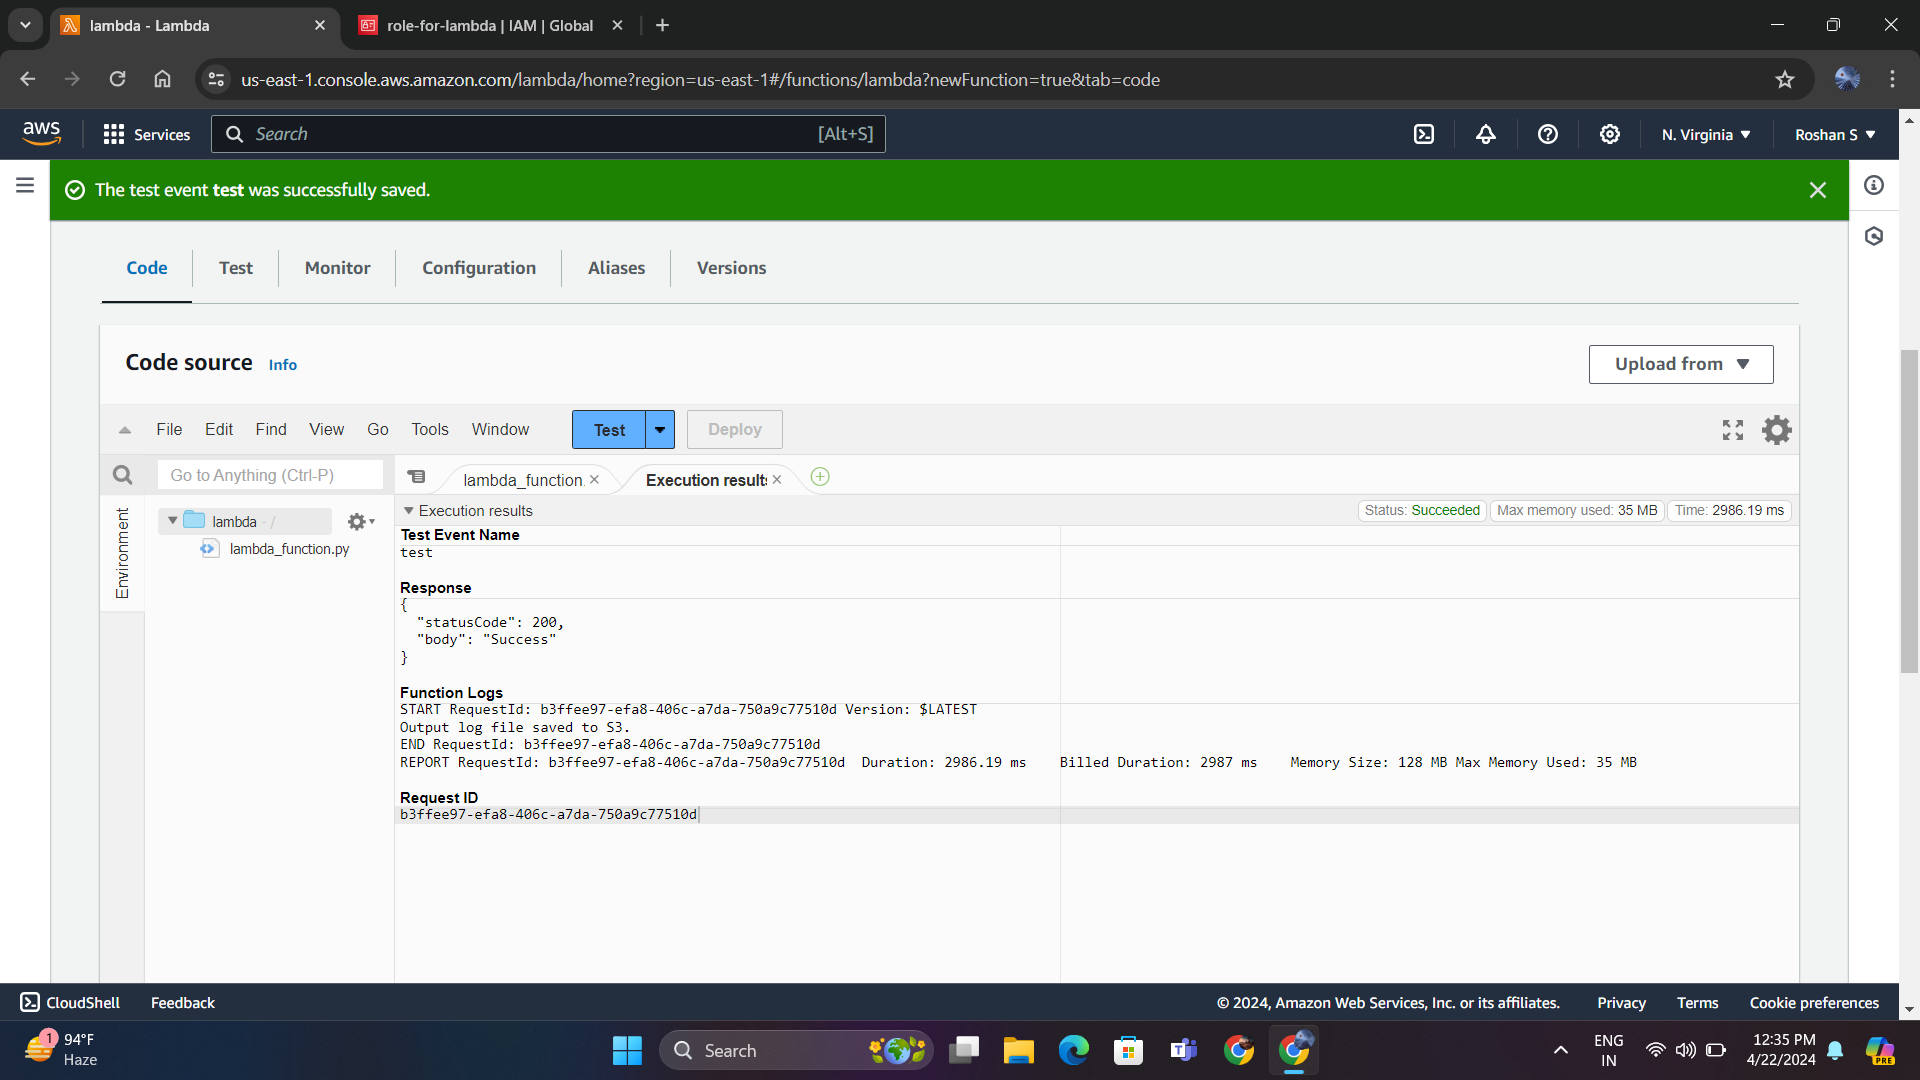 lambda - Lambda
role-for-lambda | IAM | Global
us-east-1.console.aws.amazon.com/lambda/home?region=us-east-1#/functions/lambda?newFunction=true&tab=code
aws
Services
Search
[Alt+S]
N. Virginia
Roshan S
The test event test was successfully saved.
Code
Test
Monitor
Configuration
Aliases
Versions
Code source
Info
Upload from
File
Edit
Find
View
Go
Tools
Window
Test
Deploy
Go to Anything (Ctrl-P)
lambda_function.
Execution result:
Environment
lambda - /
lambda_function.py
Execution results
Status: Succeeded
Max memory used: 35 MB
Time: 2986.19 ms
Test Event Name
test
Response
{
"statusCode": 200,
"body": "Success"
}
Function Logs
START RequestId: b3ffee97-efa8-406c-a7da-750a9c77510d Version: $LATEST
Output log file saved to S3.
END RequestId: b3ffee97-efa8-406c-a7da-750a9c77510d
REPORT RequestId: b3ffee97-efa8-406c-a7da-750a9c77510d Duration: 2986.19 ms Billed Duration: 2987 ms Memory Size: 128 MB Max Memory Used: 35 MB
Request ID
b3ffee97-efa8-406c-a7da-750a9c77510d
CloudShell
Feedback
© 2024, Amazon Web Services, Inc. or its affiliates.
Privacy
Terms
Cookie preferences
1
94°F
Haze
Search
ENG
IN
12:35 PM
4/22/2024
PRE